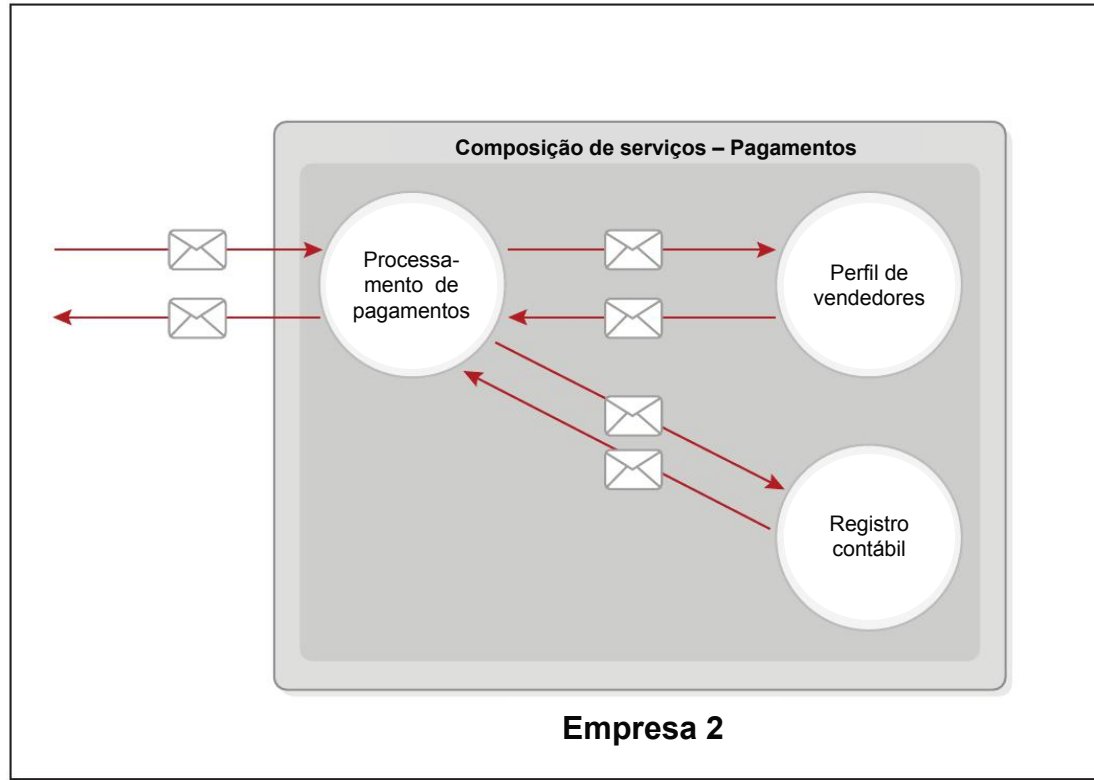 Composição de serviços – Pagamentos
Processa-
mento de
pagamentos
Perfil de
vendedores
Registro
contábil
Empresa 2